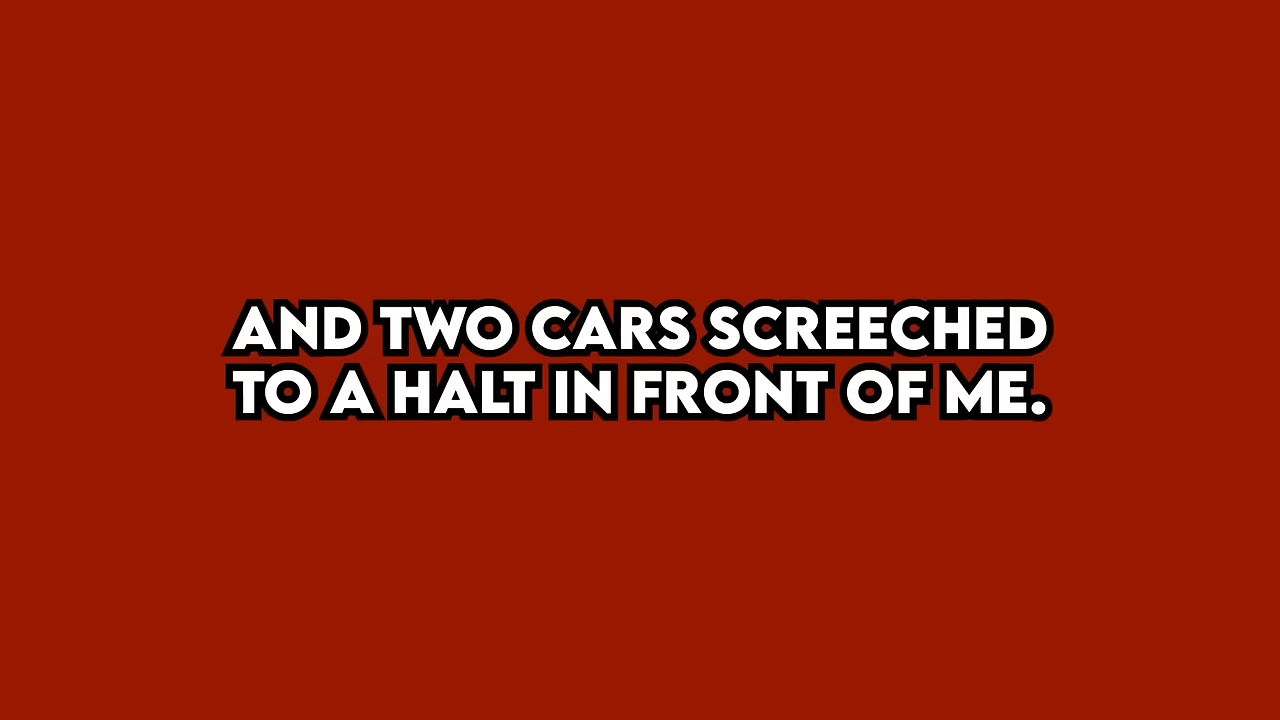 AND TWO CARS SCREECHED
TO A HALT IN FRONT OF ME.